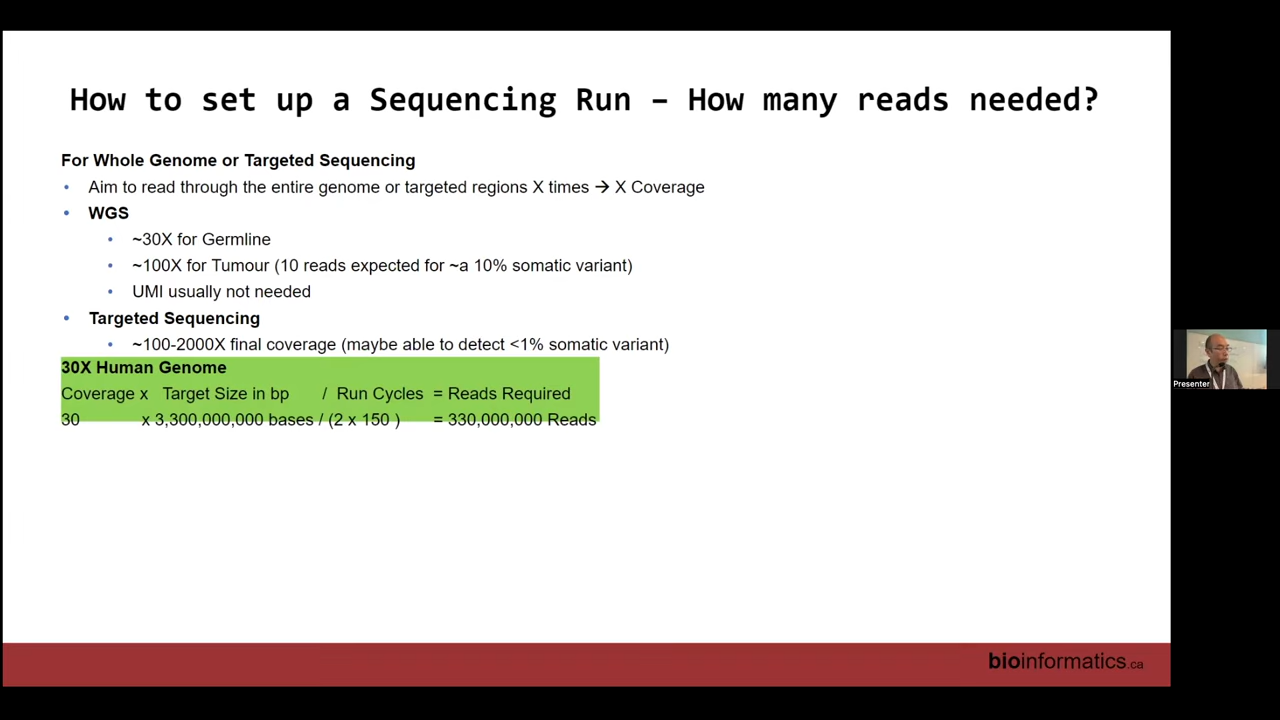 How to set up a Sequencing Run – How many reads needed?
For Whole Genome or Targeted Sequencing
• Aim to read through the entire genome or targeted regions X times → X Coverage
• WGS
• ~30X for Germline
• ~100X for Tumour (10 reads expected for ~a 10% somatic variant)
• UMI usually not needed
• Targeted Sequencing
• ~100-2000X final coverage (maybe able to detect <1% somatic variant)
30X Human Genome
Coverage x Target Size in bp / Run Cycles = Reads Required
30 x 3,300,000,000 bases / (2 x 150 ) = 330,000,000 Reads
Presenter
bioinformatics.ca